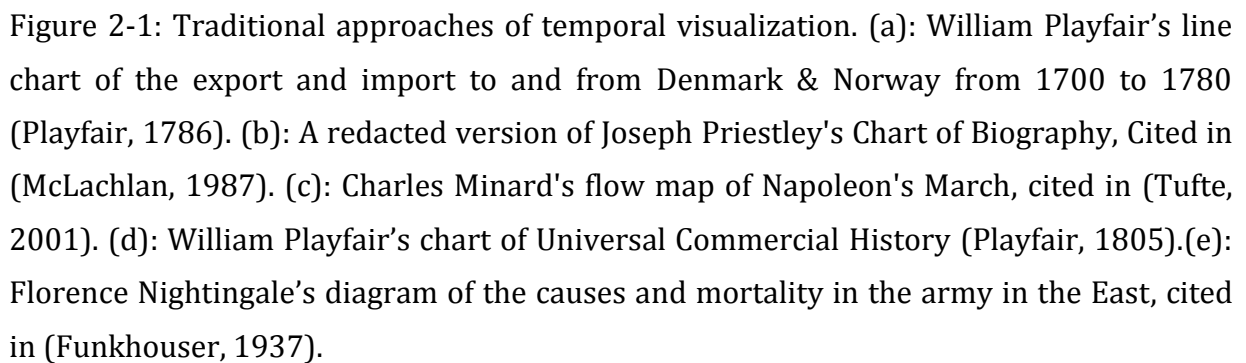 Figure 2-1: Traditional approaches of temporal visualization. (a): William Playfair’s line
chart of the export and import to and from Denmark & Norway from 1700 to 1780
(Playfair, 1786). (b): A redacted version of Joseph Priestley's Chart of Biography, Cited in
(McLachlan, 1987). (c): Charles Minard's flow map of Napoleon's March, cited in (Tufte,
2001). (d): William Playfair’s chart of Universal Commercial History (Playfair, 1805).(e):
Florence Nightingale’s diagram of the causes and mortality in the army in the East, cited
in (Funkhouser, 1937).